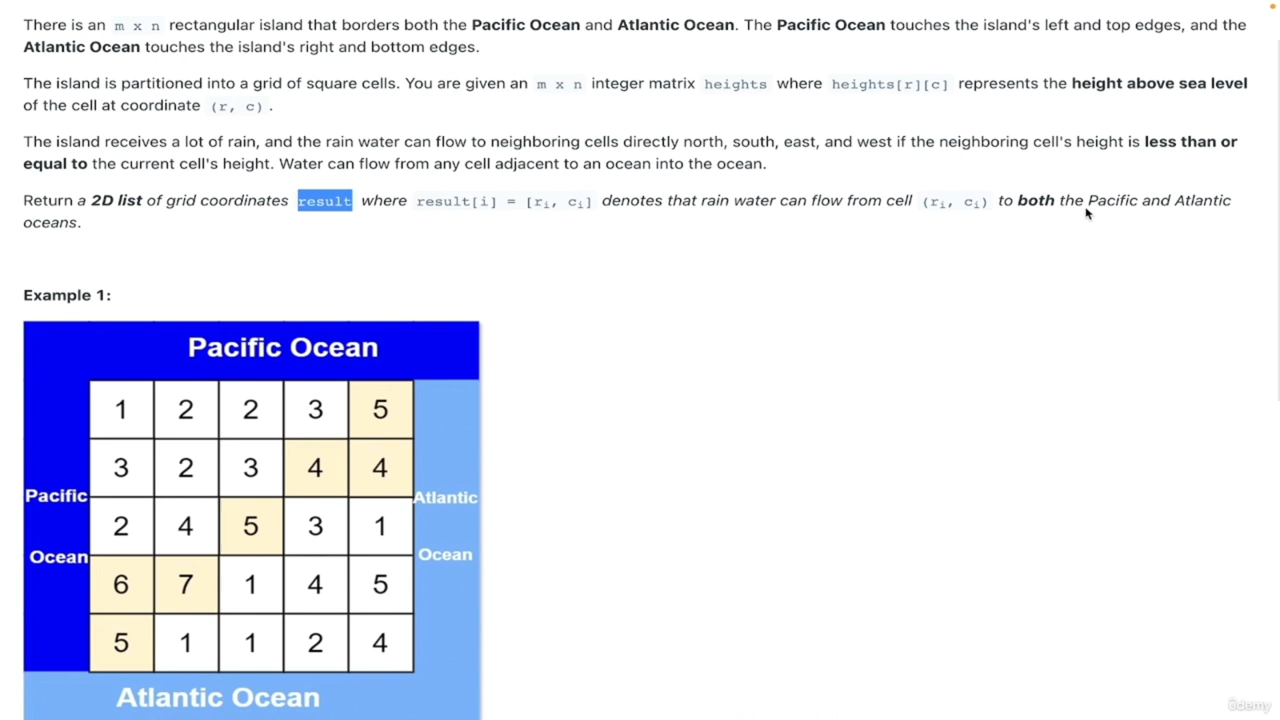 There is an m x n rectangular island that borders both the Pacific Ocean and Atlantic Ocean. The Pacific Ocean touches the island's left and top edges, and the
Atlantic Ocean touches the island's right and bottom edges.
The island is partitioned into a grid of square cells. You are given an m x n integer matrix heights where heights[r][c] represents the height above sea level
of the cell at coordinate (r, c) .
The island receives a lot of rain, and the rain water can flow to neighboring cells directly north, south, east, and west if the neighboring cell's height is less than or
equal to the current cell's height. Water can flow from any cell adjacent to an ocean into the ocean.
Return a 2D list of grid coordinates result where result[i] = [rᵢ, cᵢ] denotes that rain water can flow from cell (rᵢ, cᵢ) to both the Pacific and Atlantic
oceans.
Example 1:
Pacific Ocean
1 2 2 3 5
3 2 3 4 4
Pacific Atlantic
2 4 5 3 1
Ocean Ocean
6 7 1 4 5
5 1 1 2 4
Atlantic Ocean
ûdemy